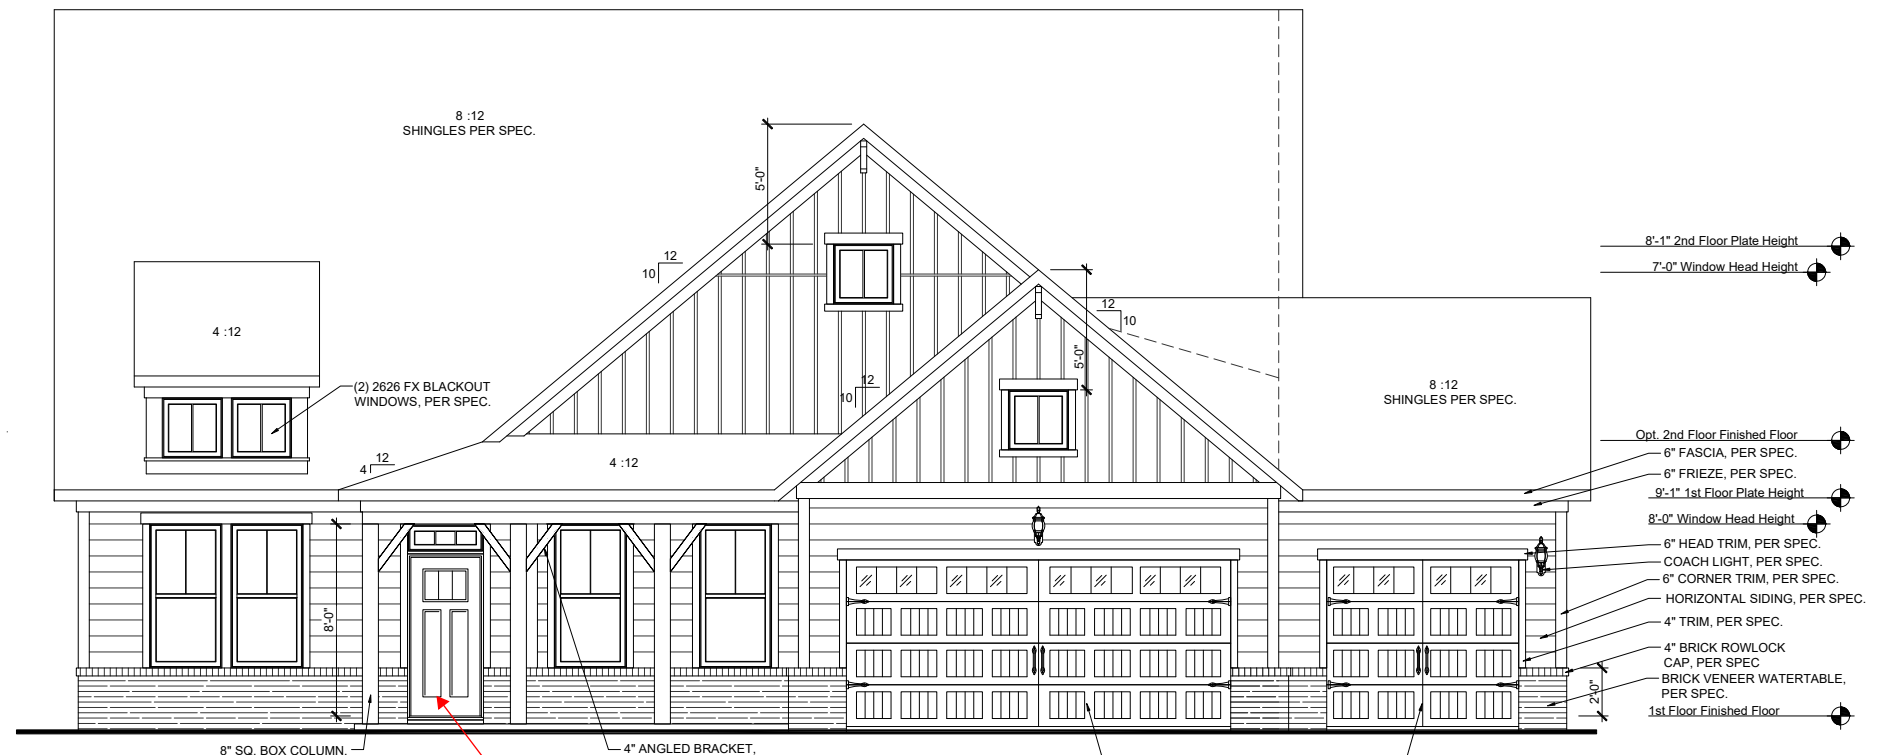 8 :12
SHINGLES PER SPEC.
5'-0"
12
10
8'-1" 2nd Floor Plate Height
7'-0" Window Head Height
4 :12
12
10
5'-0"
(2) 2626 FX BLACKOUT
WINDOWS, PER SPEC.
12
10
8 :12
SHINGLES PER SPEC.
12
4
4 :12
Opt. 2nd Floor Finished Floor
6" FASCIA, PER SPEC.
6" FRIEZE, PER SPEC.
9'-1" 1st Floor Plate Height
8'-0" Window Head Height
6" HEAD TRIM, PER SPEC.
COACH LIGHT, PER SPEC.
6" CORNER TRIM, PER SPEC.
HORIZONTAL SIDING, PER SPEC.
8'-0"
4" TRIM, PER SPEC.
4" BRICK ROWLOCK
CAP, PER SPEC
BRICK VENEER WATERTABLE,
PER SPEC.
2'-0"
1st Floor Finished Floor
8" SQ. BOX COLUMN,
4" ANGLED BRACKET,